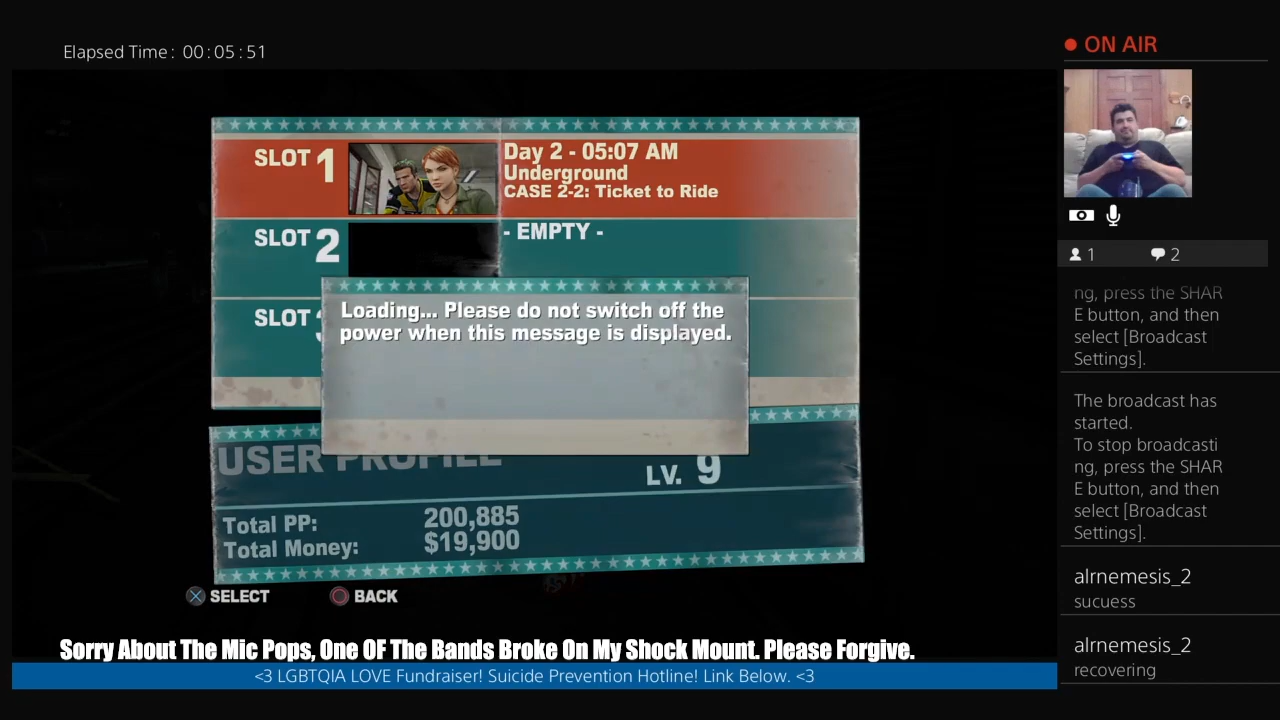 Elapsed Time: 00:05:51
ON AIR
SLOT 1
Day 2 - 05:07 AM
Underground
CASE 2-2: Ticket to Ride
SLOT 2
- EMPTY -
SLOT
Loading... Please do not switch off the
power when this message is displayed.
USER PROFILE
LV. 9
Total PP: 200,885
Total Money: $19,900
SELECT
BACK
Sorry About The Mic Pops, One OF The Bands Broke On My Shock Mount. Please Forgive.
<3 LGBTQIA LOVE Fundraiser! Suicide Prevention Hotline! Link Below. <3
1
2
ng, press the SHAR
E button, and then
select [Broadcast
Settings].
The broadcast has
started.
To stop broadcasti
ng, press the SHAR
E button, and then
select [Broadcast
Settings].
alrnemesis_2
sucuess
alrnemesis_2
recovering